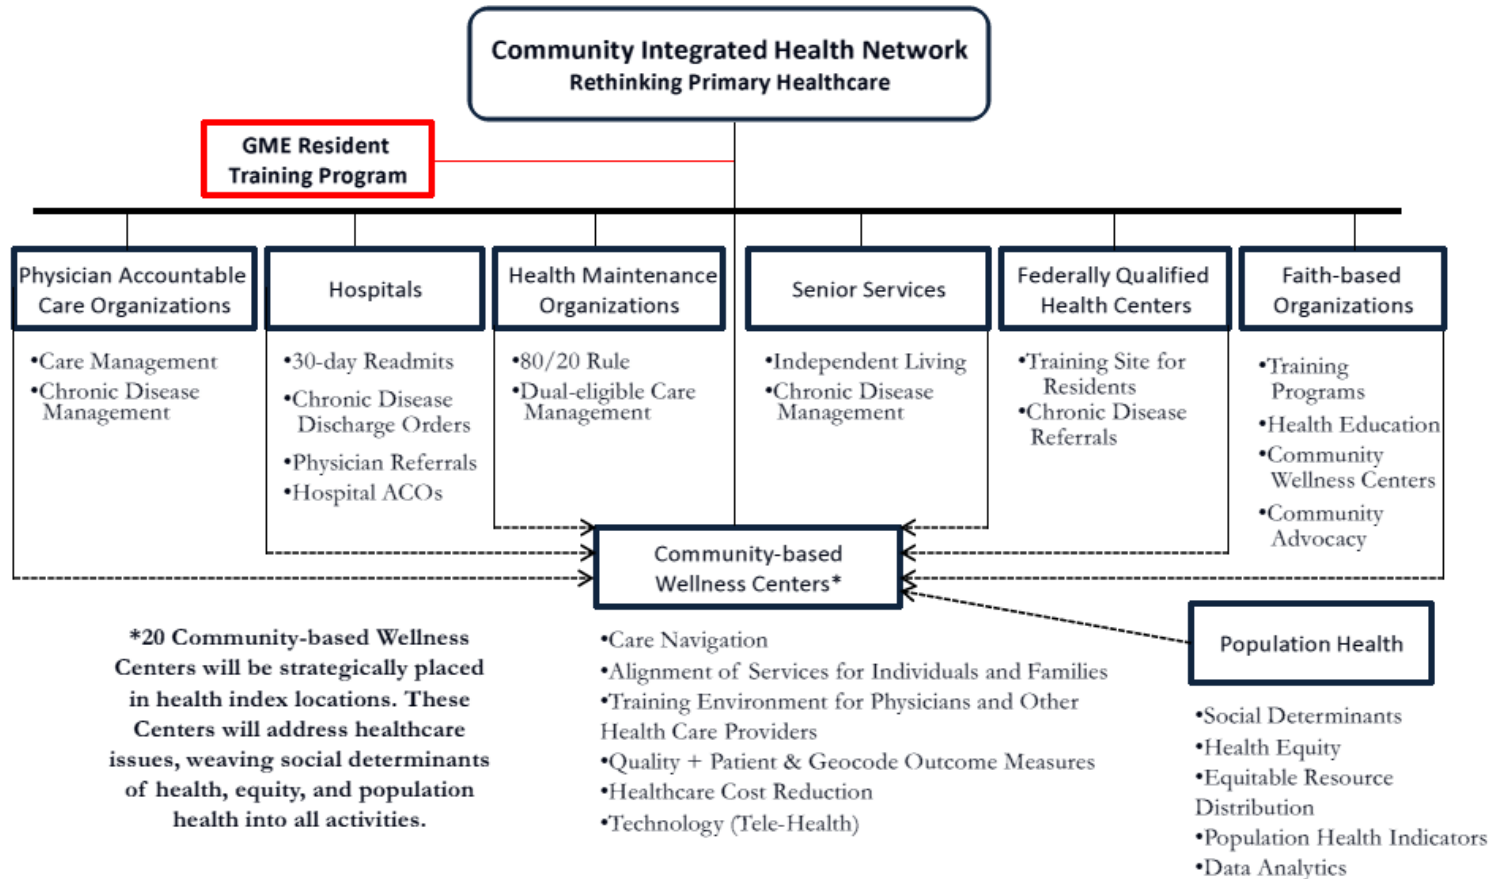 Community Integrated Health Network
Rethinking Primary Healthcare
GME Resident
Training Program
Physician Accountable
Care Organizations
•Care Management
•Chronic Disease
Management
Hospitals
•30-day Readmits
•Chronic Disease
Discharge Orders
•Physician Referrals
•Hospital ACOs
Health Maintenance
Organizations
•80/20 Rule
•Dual-eligible Care
Management
Senior Services
•Independent Living
•Chronic Disease
Management
Federally Qualified
Health Centers
•Training Site for
Residents
•Chronic Disease
Referrals
Faith-based
Organizations
•Training
Programs
•Health Education
•Community
Wellness Centers
•Community
Advocacy
Community-based
Wellness Centers*
•Care Navigation
•Alignment of Services for Individuals and Families
•Training Environment for Physicians and Other
Health Care Providers
•Quality + Patient & Geocode Outcome Measures
•Healthcare Cost Reduction
•Technology (Tele-Health)
*20 Community-based Wellness
Centers will be strategically placed
in health index locations. These
Centers will address healthcare
issues, weaving social determinants
of health, equity, and population
health into all activities.
Population Health
•Social Determinants
•Health Equity
•Equitable Resource
Distribution
•Population Health Indicators
•Data Analytics